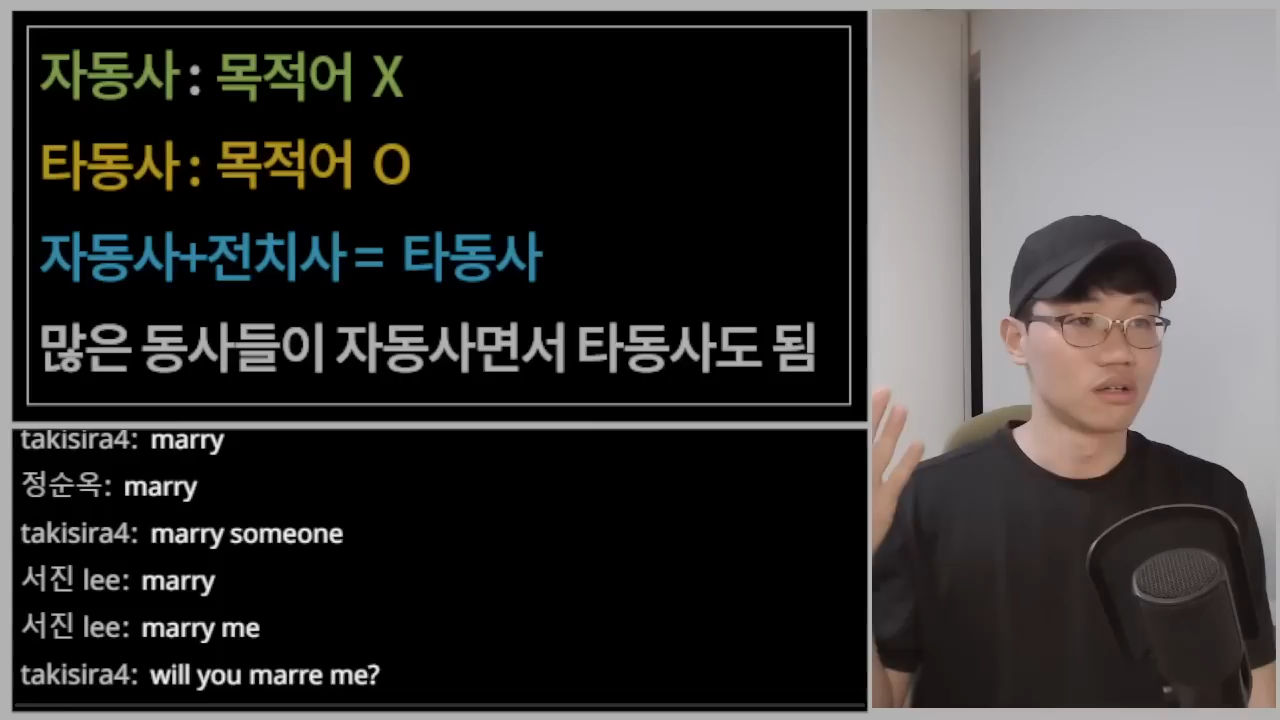 자동사: 목적어 X
타동사: 목적어 O
자동사+전치사 = 타동사
많은 동사들이 자동사면서 타동사도 됨
takisira4: marry
정순옥: marry
takisira4: marry someone
서진 lee: marry
서진 lee: marry me
takisira4: will you marre me?